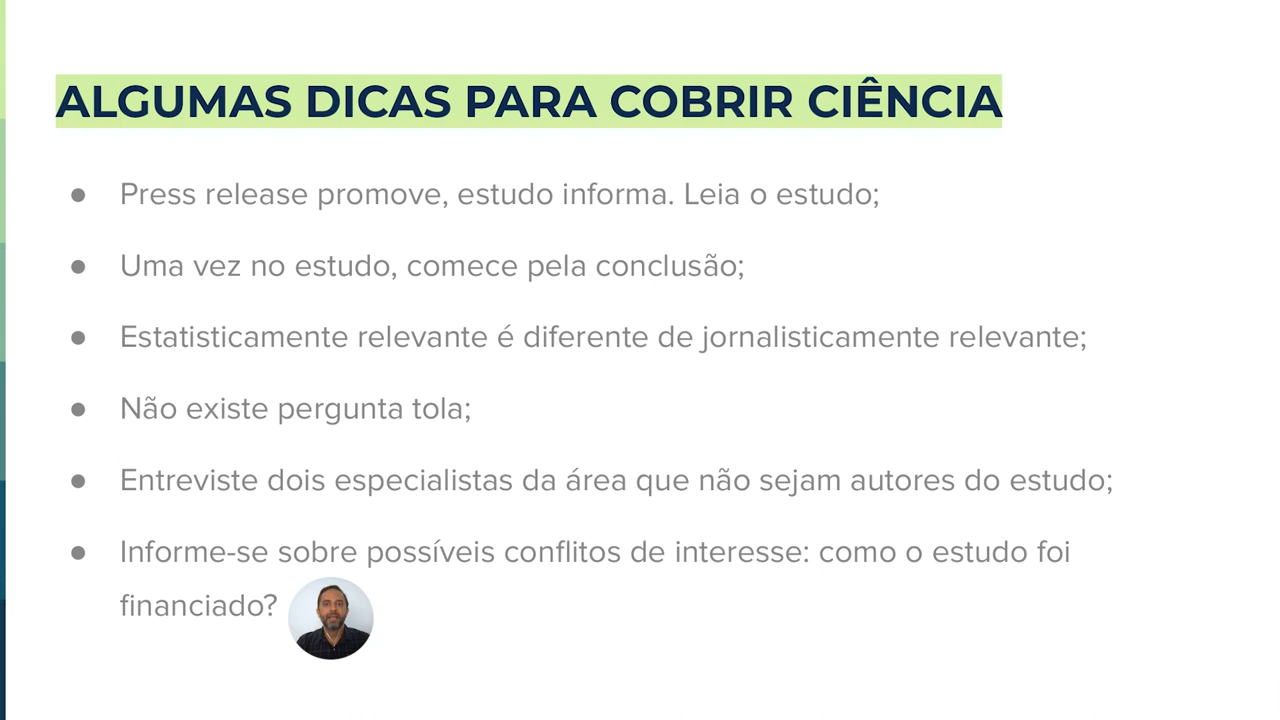 ALGUMAS DICAS PARA COBRIR CIÊNCIA
● Press release promove, estudo informa. Leia o estudo;
● Uma vez no estudo, comece pela conclusão;
● Estatisticamente relevante é diferente de jornalisticamente relevante;
● Não existe pergunta tola;
● Entreviste dois especialistas da área que não sejam autores do estudo;
● Informe-se sobre possíveis conflitos de interesse: como o estudo foi
financiado?